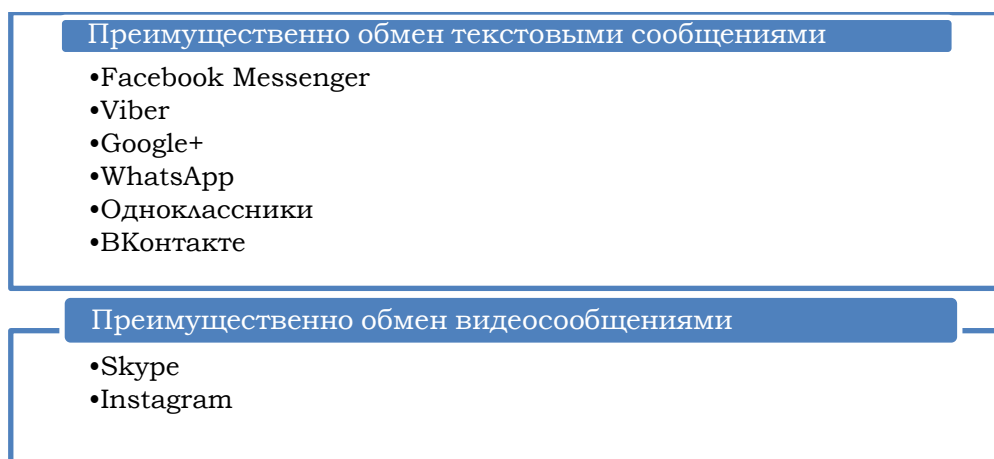 Преимущественно обмен текстовыми сообщениями
•Facebook Messenger
•Viber
•Google+
•WhatsApp
•Одноклассники
•ВКонтакте
Преимущественно обмен видеосообщениями
•Skype
•Instagram